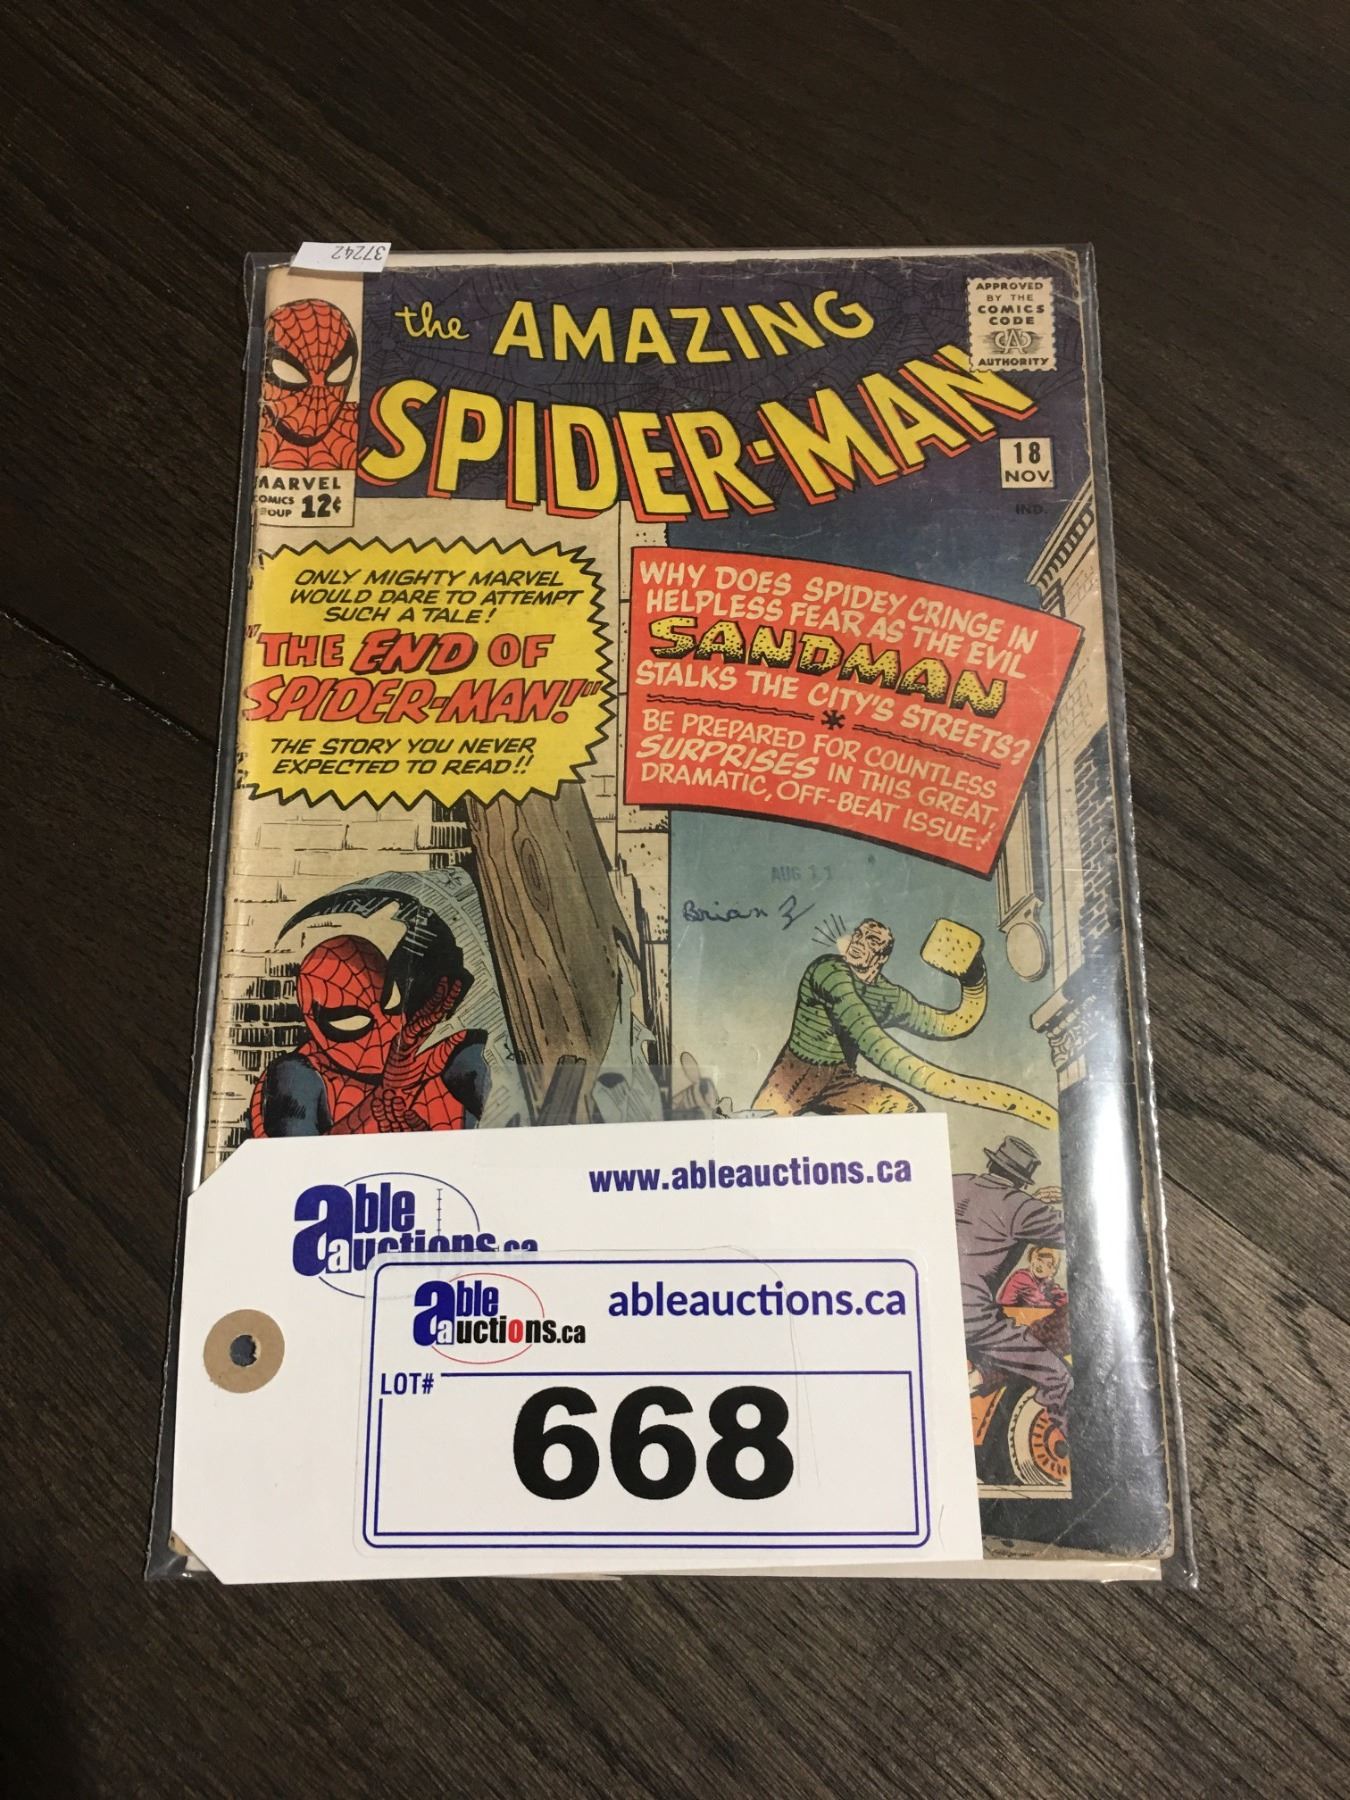 37242
the AMAZING
SPIDER-MAN
APPROVED
BY THE
COMICS
CODE
AUTHORITY
18
NOV.
IND.
MARVEL
COMICS 12¢
ONLY MIGHTY MARVEL
WOULD DARE TO ATTEMPT
SUCH A TALE!
"THE END OF
SPIDER-MAN!"
THE STORY YOU NEVER
EXPECTED TO READ!!
WHY DOES SPIDEY CRINGE IN
HELPLESS FEAR AS THE EVIL
SANDMAN
STALKS THE CITY'S STREETS?
BE PREPARED FOR COUNTLESS
SURPRISES IN THIS GREAT,
DRAMATIC, OFF-BEAT ISSUE!
AUG 11
Brian
www.ableauctions.ca
able
auctions.ca
able
auctions.ca
ableauctions.ca
LOT#
668